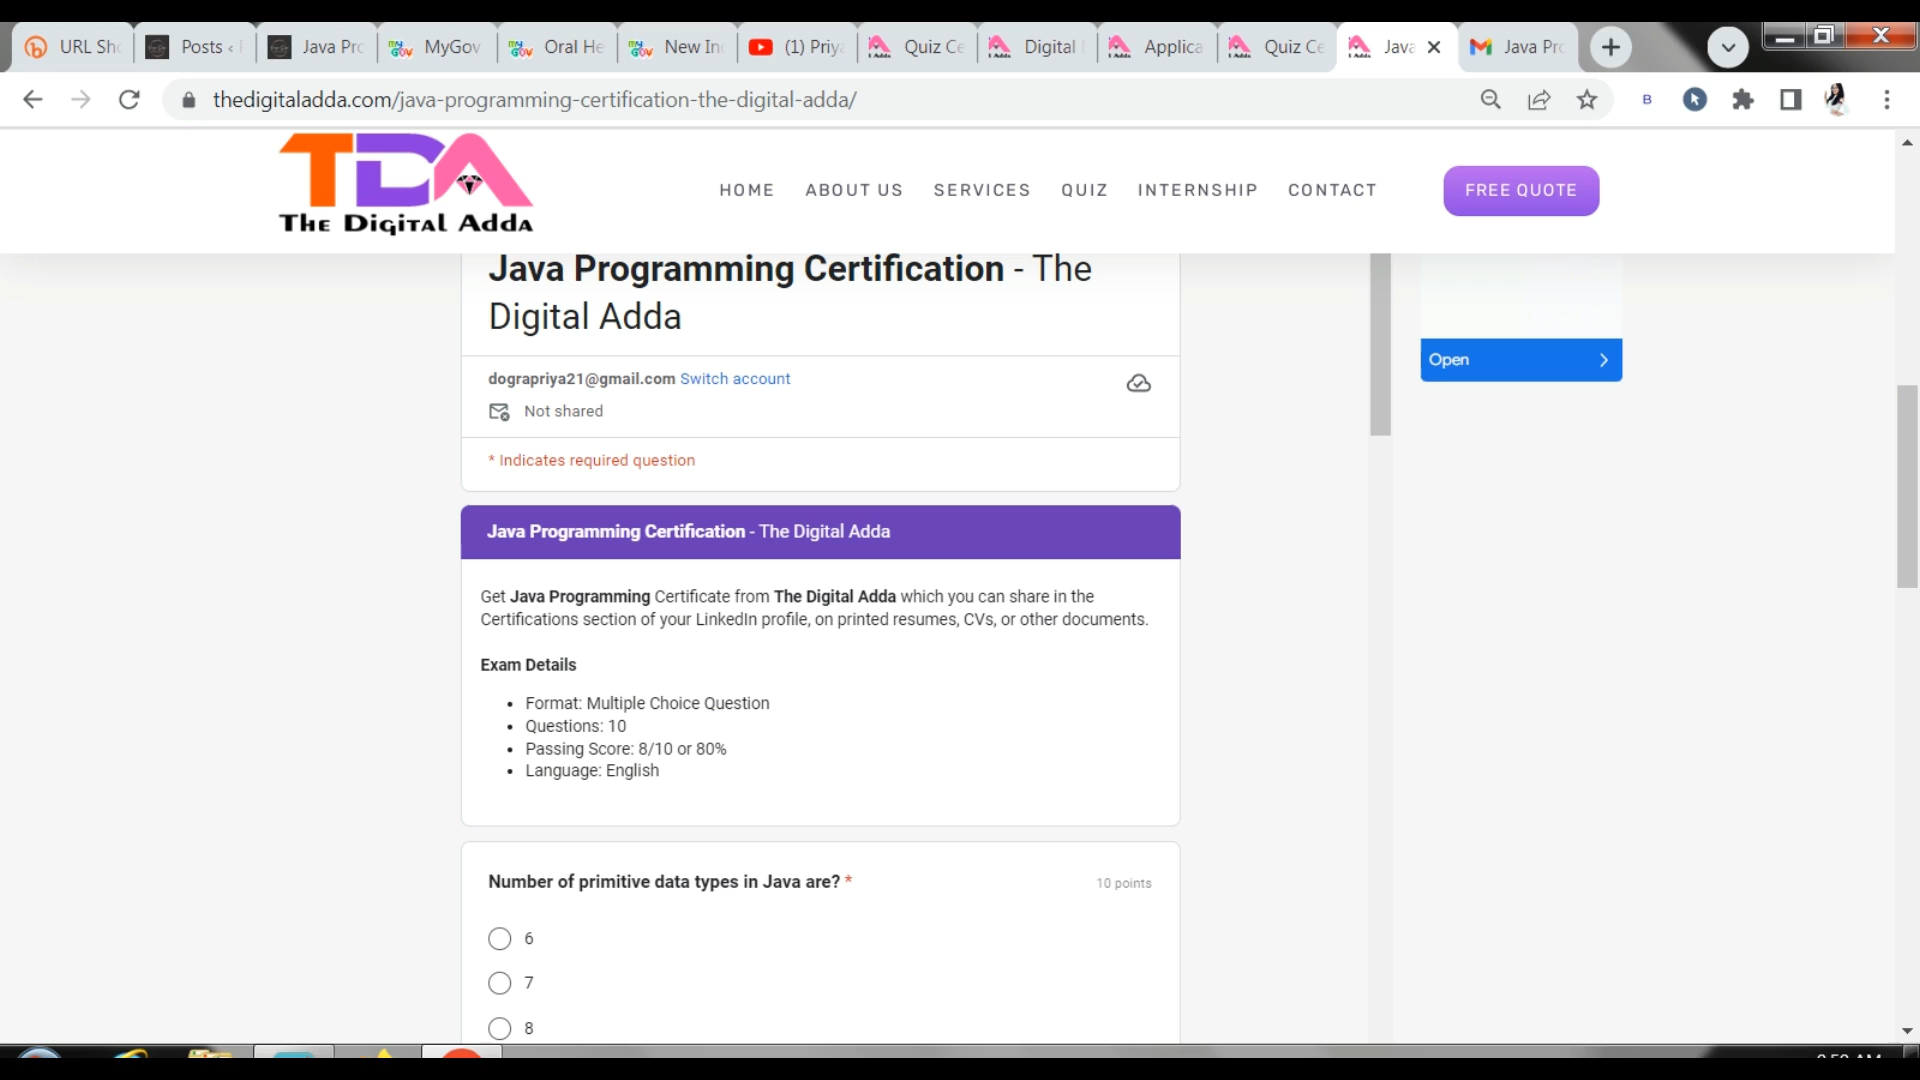 URL Sho
Posts ‹
Java Pro
MyGov
Oral He
New In
(1) Priya
Quiz Ce
Digital
Applica
Quiz Ce
Java
Java Pro
thedigitaladda.com/java-programming-certification-the-digital-adda/
B
TDA
The Digital Adda
HOME ABOUT US SERVICES QUIZ INTERNSHIP CONTACT FREE QUOTE
Java Programming Certification - The
Digital Adda
Open
dograpriya21@gmail.com Switch account
Not shared
* Indicates required question
Java Programming Certification - The Digital Adda
Get Java Programming Certificate from The Digital Adda which you can share in the
Certifications section of your LinkedIn profile, on printed resumes, CVs, or other documents.
Exam Details
• Format: Multiple Choice Question
• Questions: 10
• Passing Score: 8/10 or 80%
• Language: English
Number of primitive data types in Java are? * 10 points
6
7
8